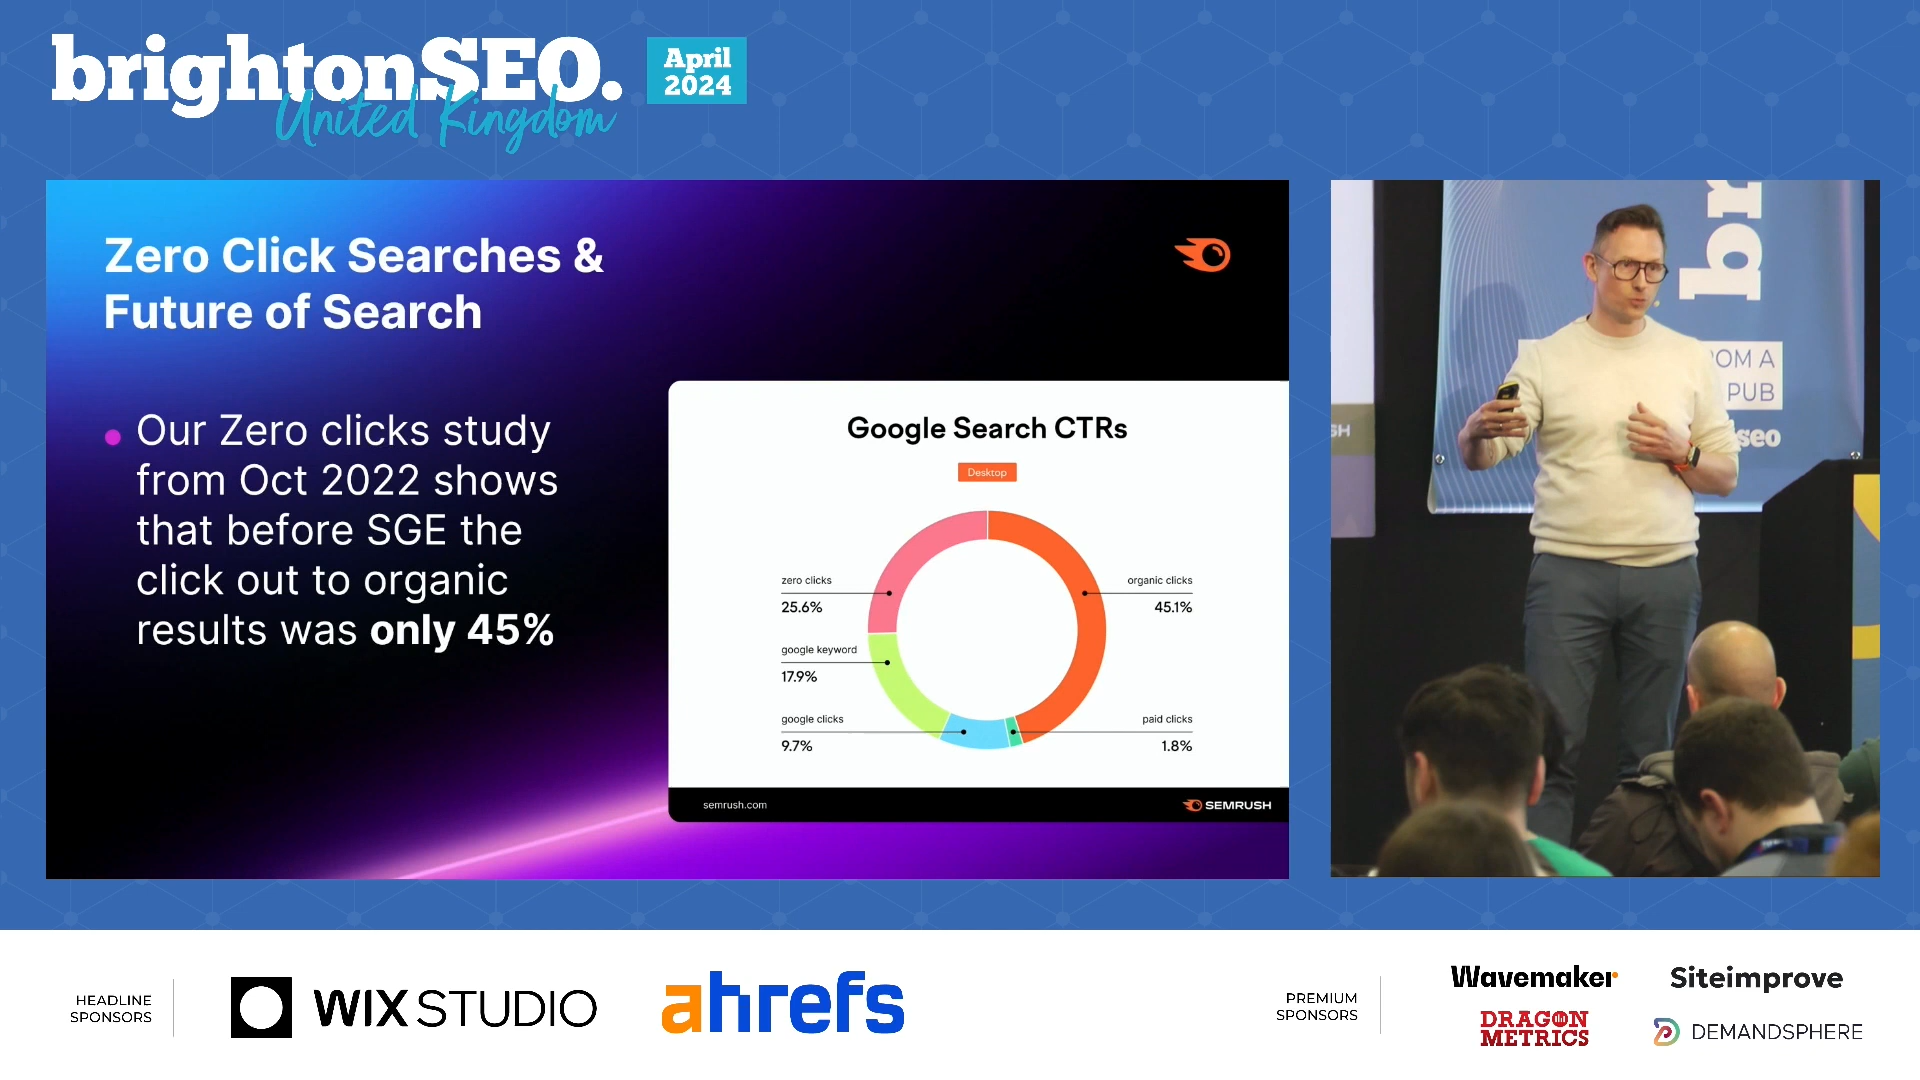 brightonSEO.
United Kingdom
April
2024
Zero Click Searches &
Future of Search
Our Zero clicks study
from Oct 2022 shows
that before SGE the
click out to organic
results was only 45%
Google Search CTRs
Desktop
zero clicks
25.6%
google keyword
17.9%
google clicks
9.7%
organic clicks
45.1%
paid clicks
1.8%
semrush.com
SEMRUSH
br
OM A
PUB
seo
SH
HEADLINE
SPONSORS
WIX STUDIO
ahrefs
PREMIUM
SPONSORS
Wavemaker
Siteimprove
DRAGON
METRICS
DEMANDSPHERE